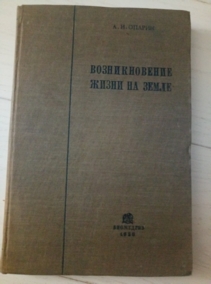 А. И. ОПАРИН
ВОЗНИКНОВЕНИЕ
ЖИЗНИ НА ЗЕМЛЕ